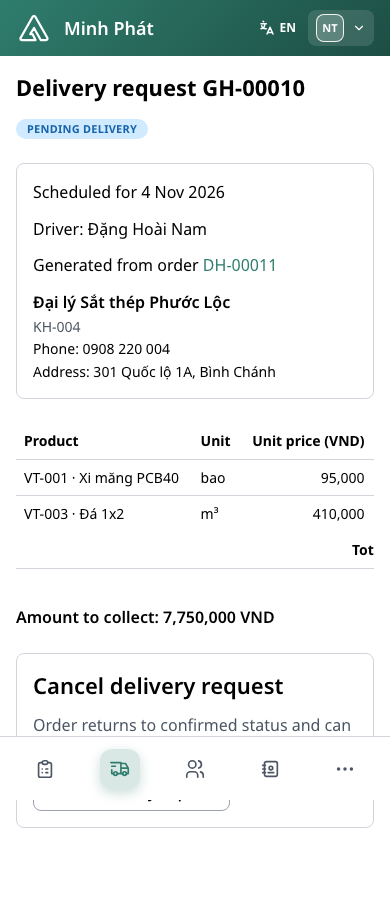 Minh Phát
EN
NT
Delivery request GH-00010
PENDING DELIVERY
Scheduled for 4 Nov 2026
Driver: Đặng Hoài Nam
Generated from order DH-00011
Đại lý Sắt thép Phước Lộc
KH-004
Phone: 0908 220 004
Address: 301 Quốc lộ 1A, Bình Chánh
Product Unit Unit price (VND)
VT-001 · Xi măng PCB40 bao 95,000
VT-003 · Đá 1x2 m³ 410,000
Tot
Amount to collect: 7,750,000 VND
Cancel delivery request
Order returns to confirmed status and can